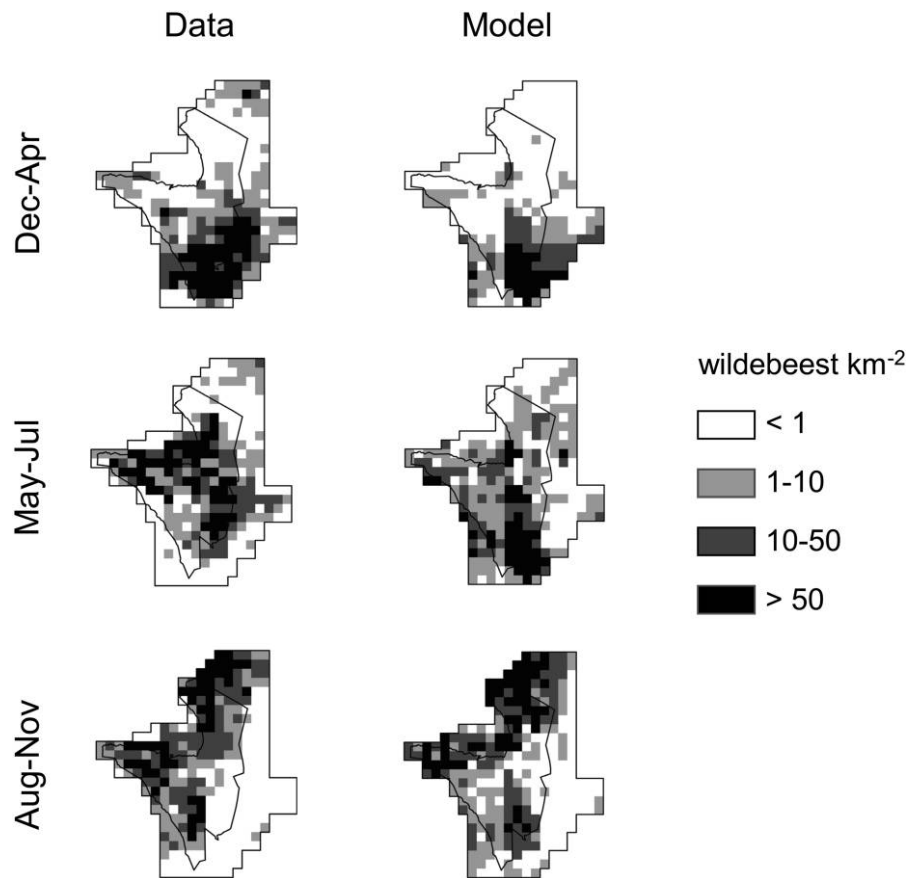 Data Model
Dec-Apr
May-Jul
Aug-Nov
wildebeest km-2
< 1
1-10
10-50
> 50